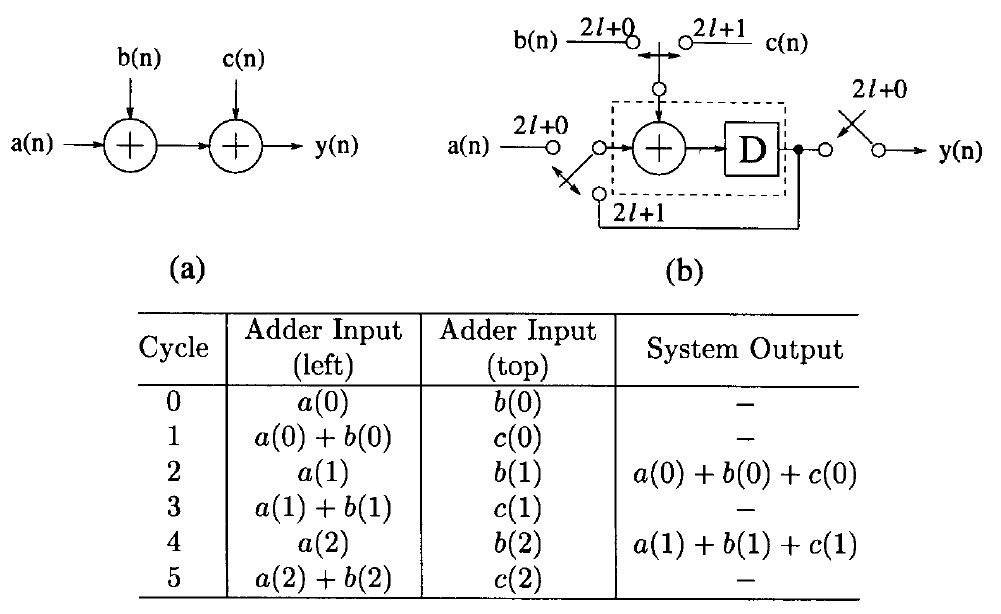 b(n)
c(n)
a(n)
+
+
y(n)
(a)
b(n)
2l+0
2l+1
c(n)
a(n)
2l+0
+
D
2l+1
2l+0
y(n)
(b)
Cycle Adder Input (left) Adder Input (top) System Output
0 a(0) b(0) –
1 a(0) + b(0) c(0) –
2 a(1) b(1) a(0) + b(0) + c(0)
3 a(1) + b(1) c(1) –
4 a(2) b(2) a(1) + b(1) + c(1)
5 a(2) + b(2) c(2) –